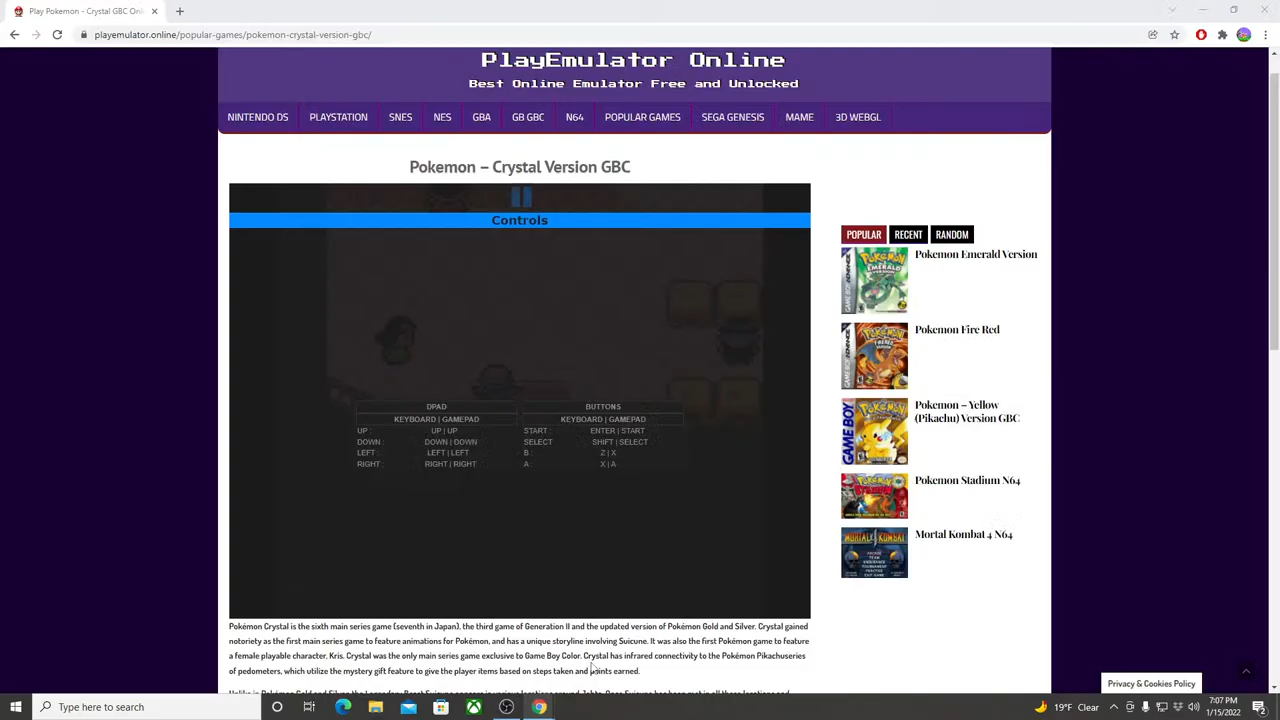 Play Pokemon - Crystal GBC Onl
playemulator.online/popular-games/pokemon-crystal-version-gbc/
PlayEmulator Online
Best Online Emulator Free and Unlocked
NINTENDO DS PLAYSTATION SNES NES GBA GB GBC N64 POPULAR GAMES SEGA GENESIS MAME 3D WEBGL
Pokemon – Crystal Version GBC
Controls
DPAD BUTTONS
KEYBOARD | GAMEPAD KEYBOARD | GAMEPAD
UP : UP | UP START : ENTER | START
DOWN : DOWN | DOWN SELECT SHIFT | SELECT
LEFT : LEFT | LEFT B : Z | X
RIGHT : RIGHT | RIGHT A : X | A
POPULAR RECENT RANDOM
Pokemon Emerald Version
Pokemon Fire Red
Pokemon – Yellow
(Pikachu) Version GBC
Pokemon Stadium N64
Mortal Kombat 4 N64
Pokémon Crystal is the sixth main series game (seventh in Japan), the third game of Generation II and the updated version of Pokémon Gold and Silver. Crystal gained
notoriety as the first main series game to feature animations for Pokémon, and has a unique storyline involving Suicune. It was also the first Pokémon game to feature
a female playable character, Kris. Crystal was the only main series game exclusive to Game Boy Color. Crystal has infrared connectivity to the Pokémon Pikachuseries
of pedometers, which utilize the mystery gift feature to give the player items based on steps taken and points earned.
Privacy & Cookies Policy
Type here to search
19°F Clear
7:07 PM
1/15/2022